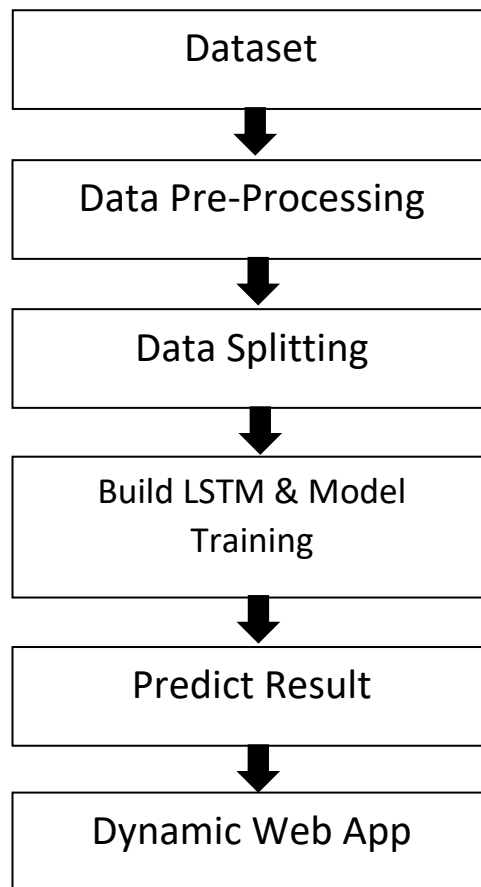 Dataset
Data Pre-Processing
Data Splitting
Build LSTM & Model
Training
Predict Result
Dynamic Web App